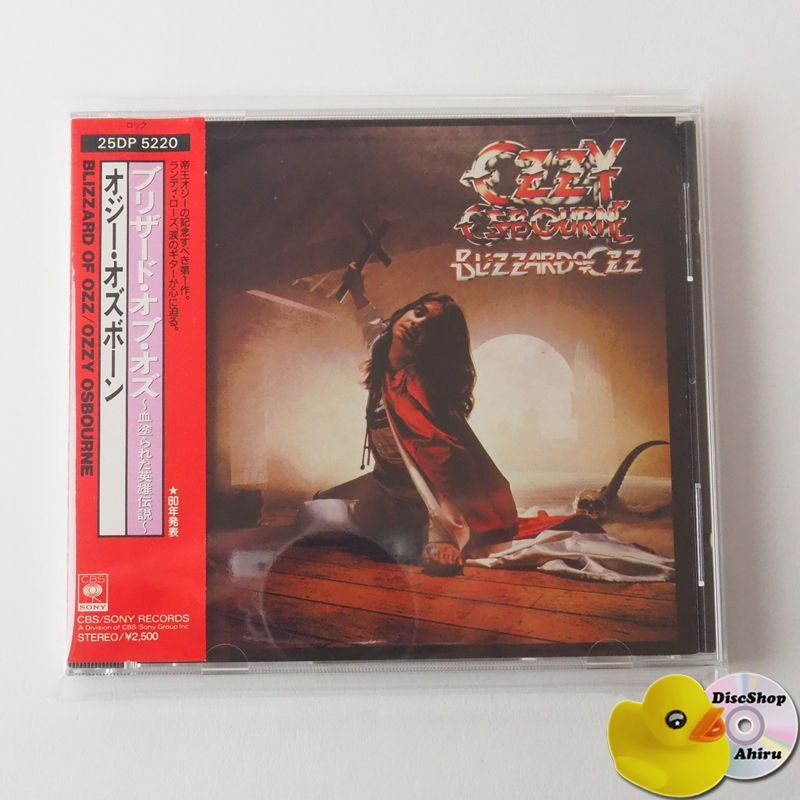 ロック
25DP 5220
帝王オジーの記念すべき第1作。
ランディ・ローズ、涙のギターが心に迫る。
ブリザード・オブ・オズ
〜血塗られた英雄伝説〜
オジー・オズボーン
BLIZZARD OF OZZ/OZZY OSBOURNE
★80年発表
CBS
SONY
CBS/SONY RECORDS
A Division of CBS/Sony Group Inc.
STEREO/¥2,500
OZZY
OSBOURNE
BLIZZARD OF OZZ
DiscShop
Ahiru